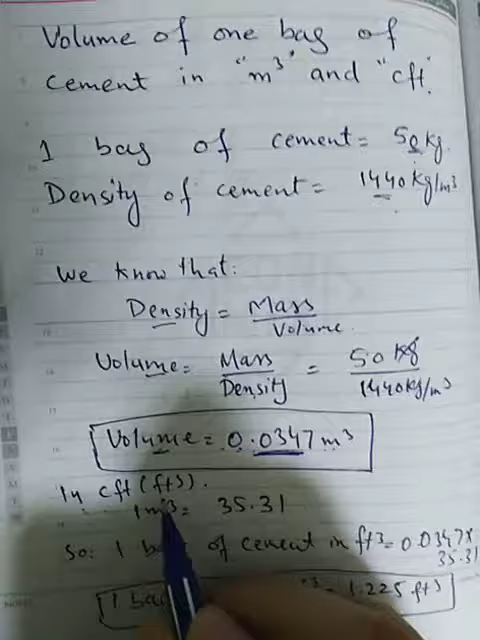 Volume of one bag of
cement in "m³" and "cft".
1 bag of cement = 50 kg.
Density of cement = 1440 kg/m³
We know that:
Density = Mass / Volume.
Volume = Mass / Density = 50 kg / 1440 kg/m³
Volume = 0.0347 m³
In cft (ft3).
1m3 = 35.31
So: 1 of cement in ft3 = 0.0347 x
35.31
1 bag = 1.225 ft3